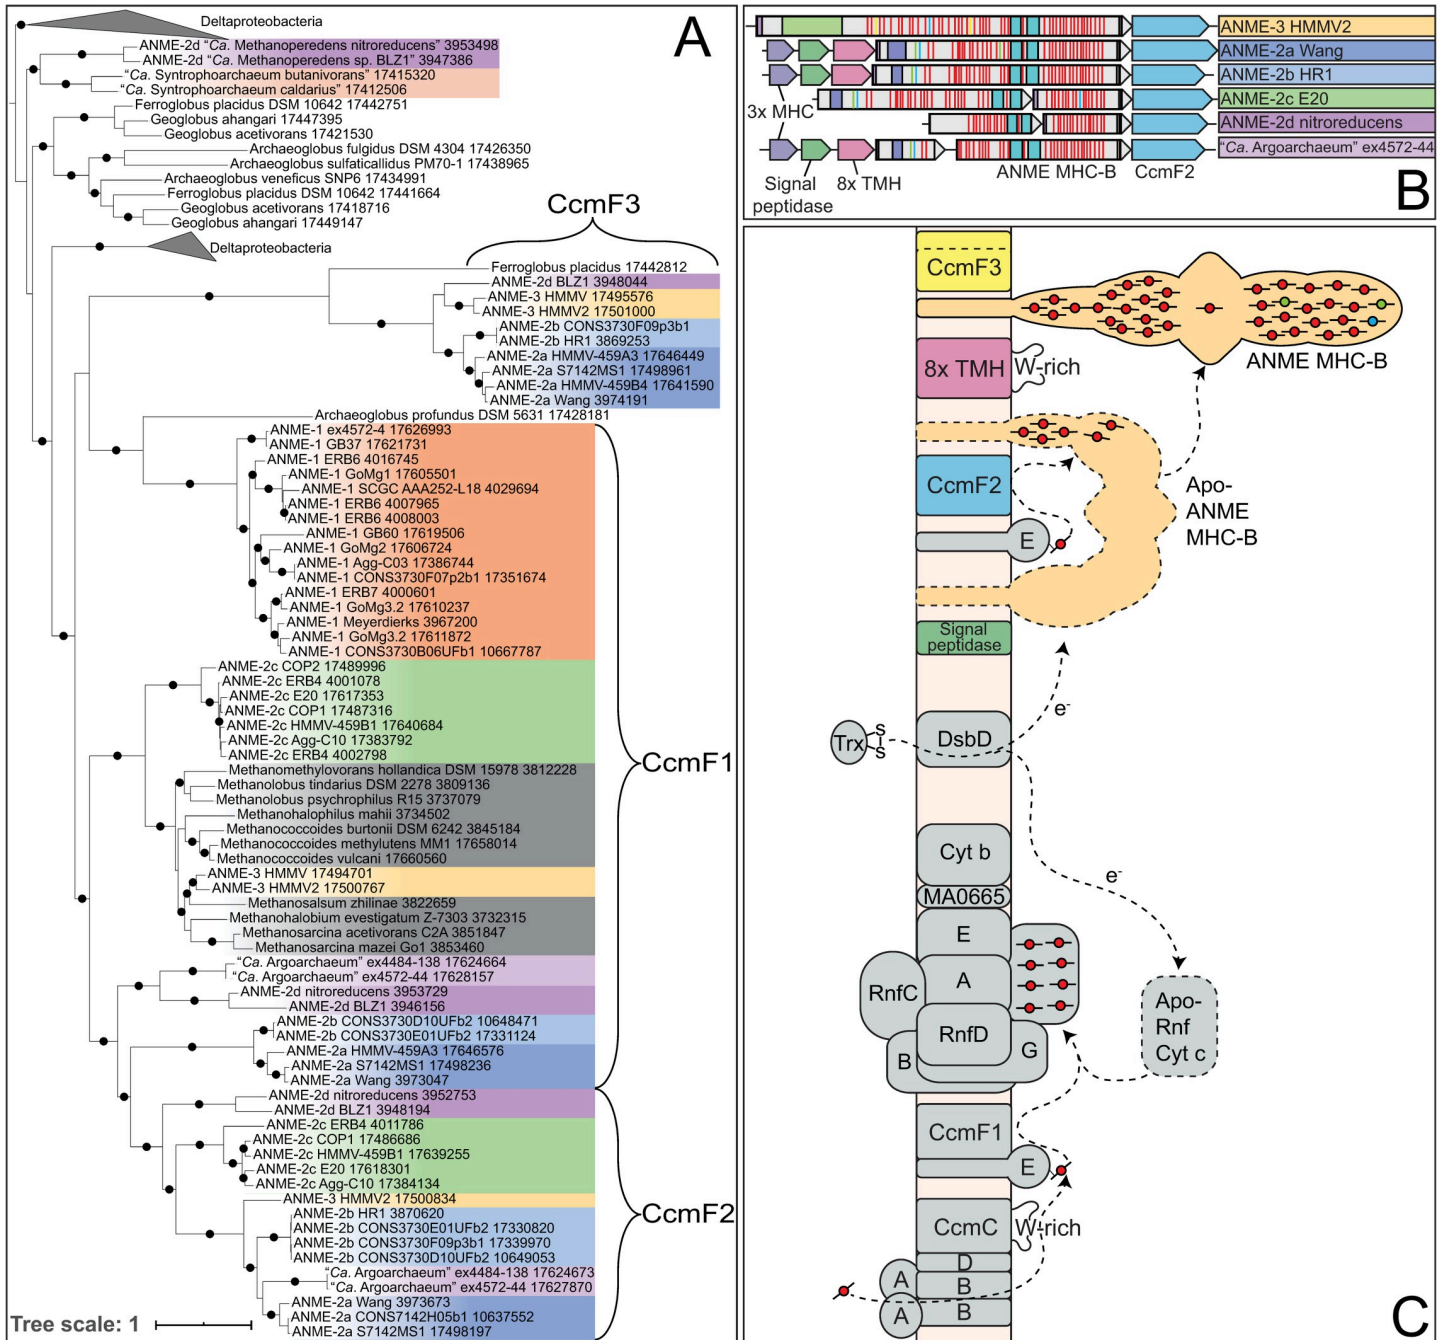 A
Deltaproteobacteria
ANME-2d “Ca. Methanoperedens nitroreducens” 3953498
ANME-2d “Ca. Methanoperedens sp. BLZ1” 3947386
“Ca. Syntrophoarchaeum butanivorans” 17415320
“Ca. Syntrophoarchaeum caldarius” 17412506
Ferroglobus placidus DSM 10642 17442751
Geoglobus ahangari 17447395
Geoglobus acetivorans 17421530
Archaeoglobus fulgidus DSM 4304 17426350
Archaeoglobus sulfaticallidus PM70-1 17438965
Archaeoglobus veneficus SNP6 17434991
Ferroglobus placidus DSM 10642 17441664
Geoglobus acetivorans 17418716
Geoglobus ahangari 17449147
Deltaproteobacteria
CcmF3
Ferroglobus placidus 17442812
ANME-2d BLZ1 3948044
ANME-3 HMMV 17495576
ANME-3 HMMV2 17501000
ANME-2b CONS3730F09p3b1
ANME-2b HR1 3869253
ANME-2a HMMV-459A3 17646449
ANME-2a S7142MS1 17498961
ANME-2a HMMV-459B4 17641590
ANME-2a Wang 3974191
Archaeoglobus profundus DSM 5631 17428181
ANME-1 ex4572-4 17626993
ANME-1 GB37 17621731
ANME-1 ERB6 4016745
ANME-1 GoMg1 17605501
ANME-1 SCGC AAA252-L18 4029694
ANME-1 ERB6 4007965
ANME-1 ERB6 4008003
ANME-1 GB60 17619506
ANME-1 GoMg2 17606724
ANME-1 Agg-C03 17386744
ANME-1 CONS3730F07p2b1 17351674
ANME-1 ERB7 4000601
ANME-1 GoMg3.2 17610237
ANME-1 Meyerdierks 3967200
ANME-1 GoMg3.2 17611872
ANME-1 CONS3730B06UFb1 10667787
ANME-2c COP2 17489996
ANME-2c ERB4 4001078
ANME-2c E20 17617353
ANME-2c COP1 17487316
ANME-2c HMMV-459B1 17640684
ANME-2c Agg-C10 17383792
ANME-2c ERB4 4002798
CcmF1
Methanomethylovorans hollandica DSM 15978 3812228
Methanolobus tindarius DSM 2278 3809136
Methanolobus psychrophilus R15 3737079
Methanohalophilus mahii 3734502
Methanococcoides burtonii DSM 6242 3845184
Methanococcoides methylutens MM1 17658014
Methanococcoides vulcani 17660560
ANME-3 HMMV 17494701
ANME-3 HMMV2 17500767
Methanosalsum zhilinae 3822659
Methanohalobium evestigatum Z-7303 3732315
Methanosarcina acetivorans C2A 3851847
Methanosarcina mazei Go1 3853460
“Ca. Argoarchaeum” ex4484-138 17624664
“Ca. Argoarchaeum” ex4572-44 17628157
ANME-2d nitroreducens 3953729
ANME-2d BLZ1 3946156
ANME-2b CONS3730D10UFb2 10648471
ANME-2b CONS3730E01UFb2 17331124
ANME-2a HMMV-459A3 17646576
ANME-2a S7142MS1 17498236
ANME-2a Wang 3973047
ANME-2d nitroreducens 3952753
ANME-2d BLZ1 3948194
ANME-2c ERB4 4011786
ANME-2c COP1 17486686
ANME-2c HMMV-459B1 17639255
ANME-2c E20 17618301
ANME-2c Agg-C10 17384134
ANME-3 HMMV2 17500834
CcmF2
ANME-2b HR1 3870620
ANME-2b CONS3730E01UFb2 17330820
ANME-2b CONS3730F09p3b1 17339970
ANME-2b CONS3730D10UFb2 10649053
“Ca. Argoarchaeum” ex4484-138 17624673
“Ca. Argoarchaeum” ex4572-44 17627870
ANME-2a Wang 3973673
ANME-2a CONS7142H05b1 10637552
ANME-2a S7142MS1 17498197
Tree scale: 1
ANME-3 HMMV2
ANME-2a Wang
ANME-2b HR1
ANME-2c E20
3x MHC
ANME-2d nitroreducens
“Ca. Argoarchaeum” ex4572-44
Signal
peptidase
8x TMH
ANME MHC-B
CcmF2
B
CcmF3
ANME MHC-B
8x TMH
W-rich
CcmF2
E
Apo-
ANME
MHC-B
Signal
peptidase
e-
Trx
S
S
DsbD
Cyt b
e-
MA0665
E
A
RnfC
RnfD
B
G
Apo-
Rnf
Cyt c
CcmF1
E
CcmC
W-rich
D
A
B
A
B
C